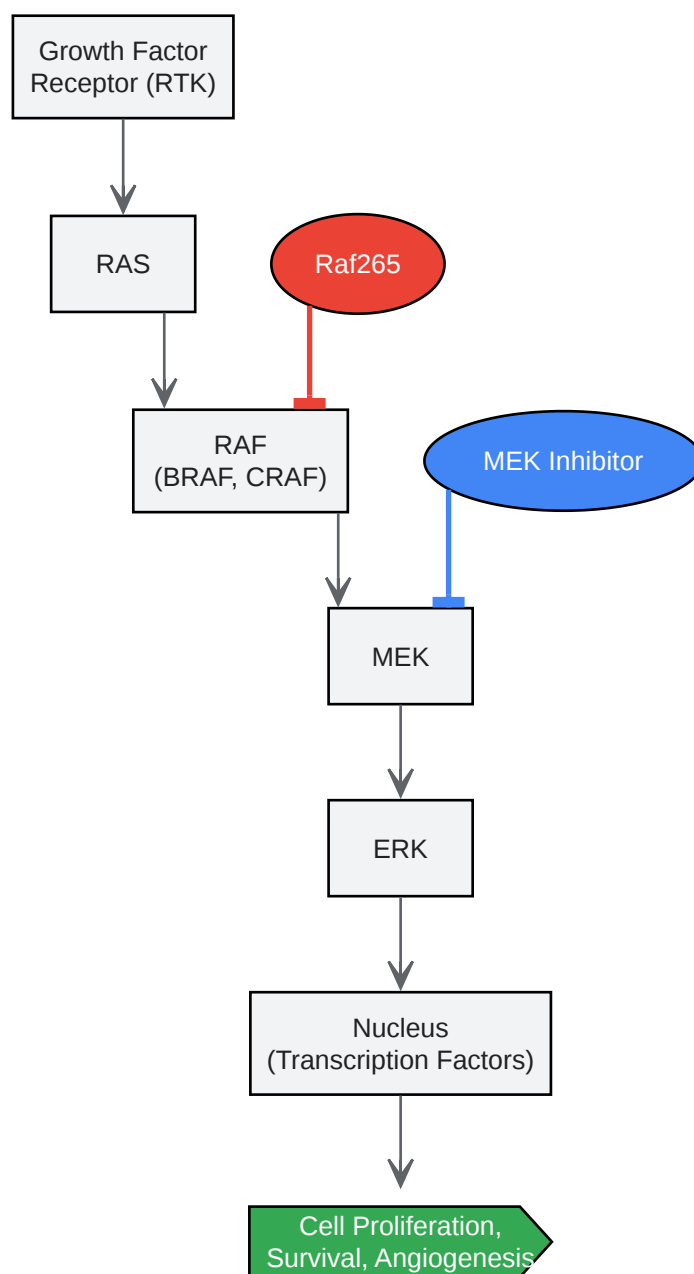 Growth Factor
Receptor (RTK)
RAS
Raf265
RAF
(BRAF, CRAF)
MEK Inhibitor
MEK
ERK
Nucleus
(Transcription Factors)
Cell Proliferation,
Survival, Angiogenesis